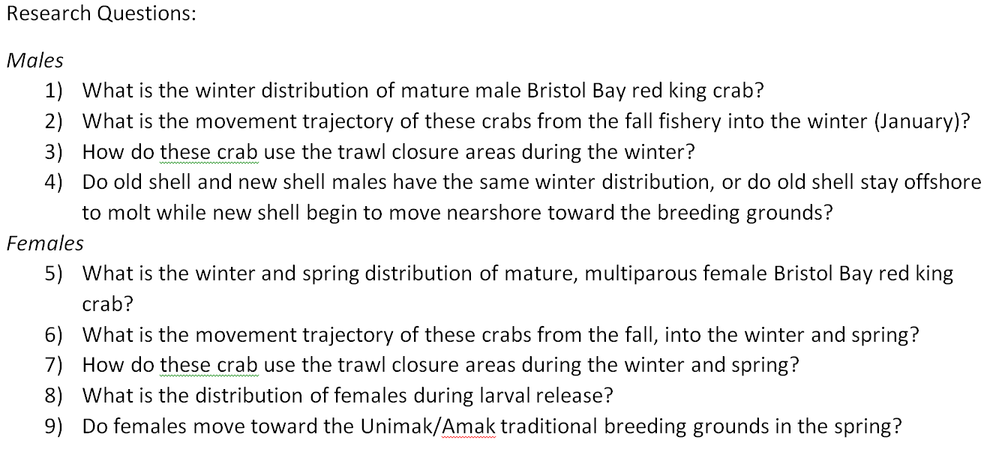 Research Questions:
Males
1) What is the winter distribution of mature male Bristol Bay red king crab?
2) What is the movement trajectory of these crabs from the fall fishery into the winter (January)?
3) How do these crab use the trawl closure areas during the winter?
4) Do old shell and new shell males have the same winter distribution, or do old shell stay offshore
to molt while new shell begin to move nearshore toward the breeding grounds?
Females
5) What is the winter and spring distribution of mature, multiparous female Bristol Bay red king
crab?
6) What is the movement trajectory of these crabs from the fall, into the winter and spring?
7) How do these crab use the trawl closure areas during the winter and spring?
8) What is the distribution of females during larval release?
9) Do females move toward the Unimak/Amak traditional breeding grounds in the spring?